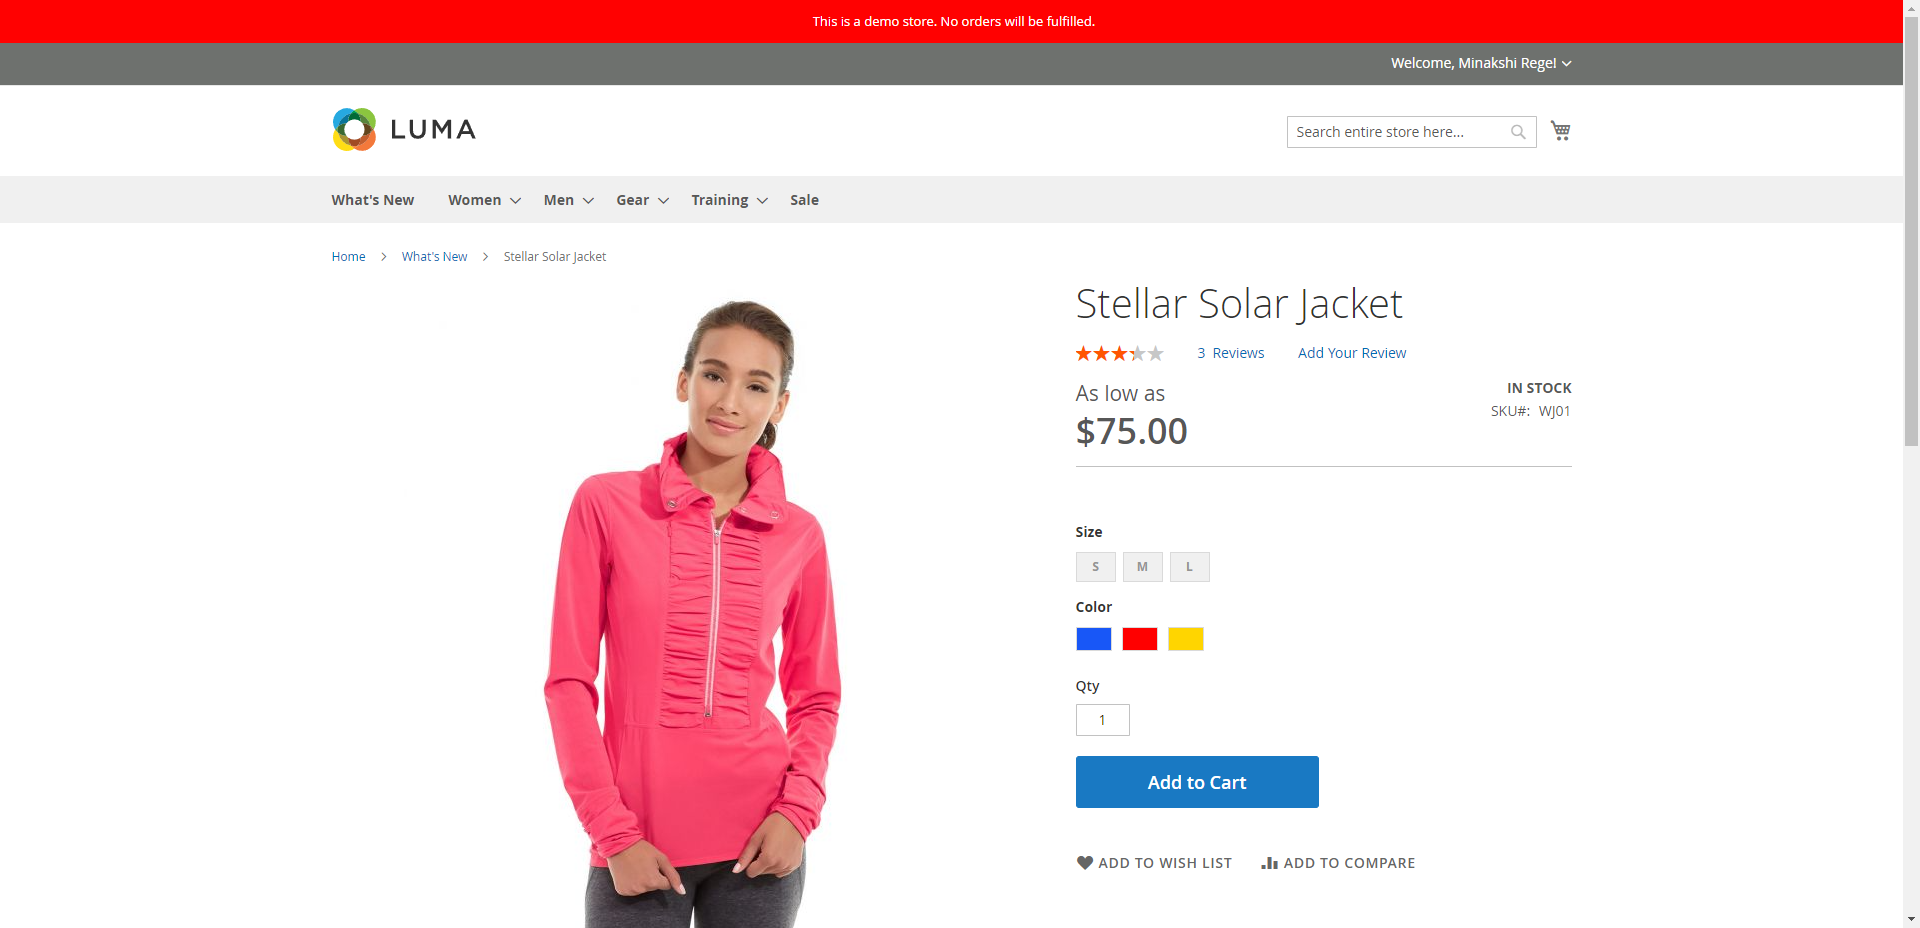 This is a demo store. No orders will be fulfilled.
Welcome, Minakshi Rege!
LUMA
Search entire store here...
What's New Women Men Gear Training Sale
Home > What's New > Stellar Solar Jacket
Stellar Solar Jacket
3 Reviews Add Your Review
As low as
$75.00
IN STOCK
SKU#: WJ01
Size
S M L
Color
Qty
1
Add to Cart
ADD TO WISH LIST ADD TO COMPARE